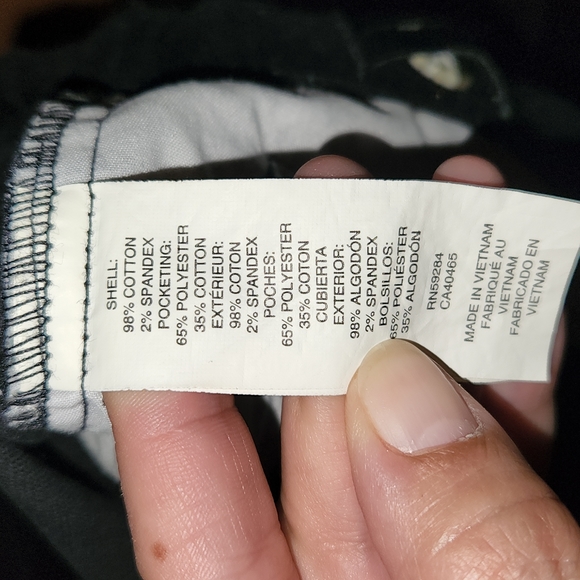 SHELL:
98% COTTON
2% SPANDEX
POCKETING:
65% POLYESTER
35% COTTON
EXTÉRIEUR:
98% COTON
2% SPANDEX
POCHES:
65% POLYESTER
35% COTON
CUBIERTA
EXTERIOR:
98% ALGODÓN
2% SPANDEX
BOLSILLOS:
65% POLIÉSTER
35% ALGODÓN
RN59284
CA40465
MADE IN VIETNAM
FABRIQUÉ AU
VIETNAM
FABRICADO EN
VIETNAM